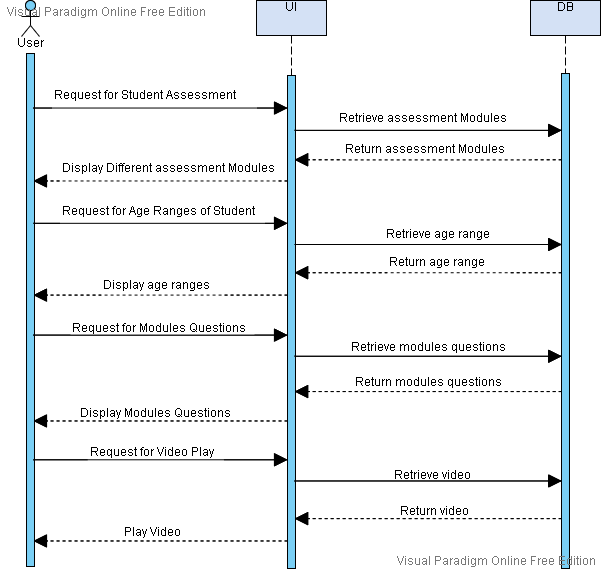 Visual Paradigm Online Free Edition
UI
DB
User
Request for Student Assessment
Retrieve assessment Modules
Return assessment Modules
Display Different assessment Modules
Request for Age Ranges of Student
Retrieve age range
Return age range
Display age ranges
Request for Modules Questions
Retrieve modules questions
Return modules questions
Display Modules Questions
Request for Video Play
Retrieve video
Return video
Play Video
Visual Paradigm Online Free Edition